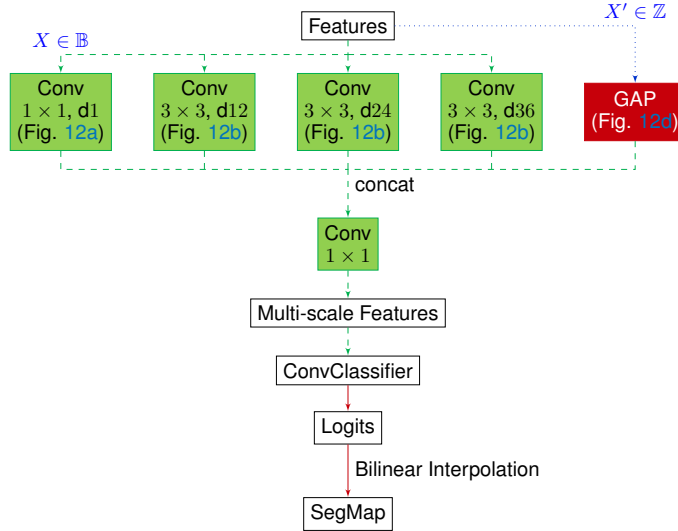 Features
X ∈ 𝔹
X′ ∈ ℤ
Conv
1 × 1, d1
(Fig. 12a)
Conv
3 × 3, d12
(Fig. 12b)
Conv
3 × 3, d24
(Fig. 12b)
Conv
3 × 3, d36
(Fig. 12b)
GAP
(Fig. 12d)
concat
Conv
1 × 1
Multi-scale Features
ConvClassifier
Logits
Bilinear Interpolation
SegMap